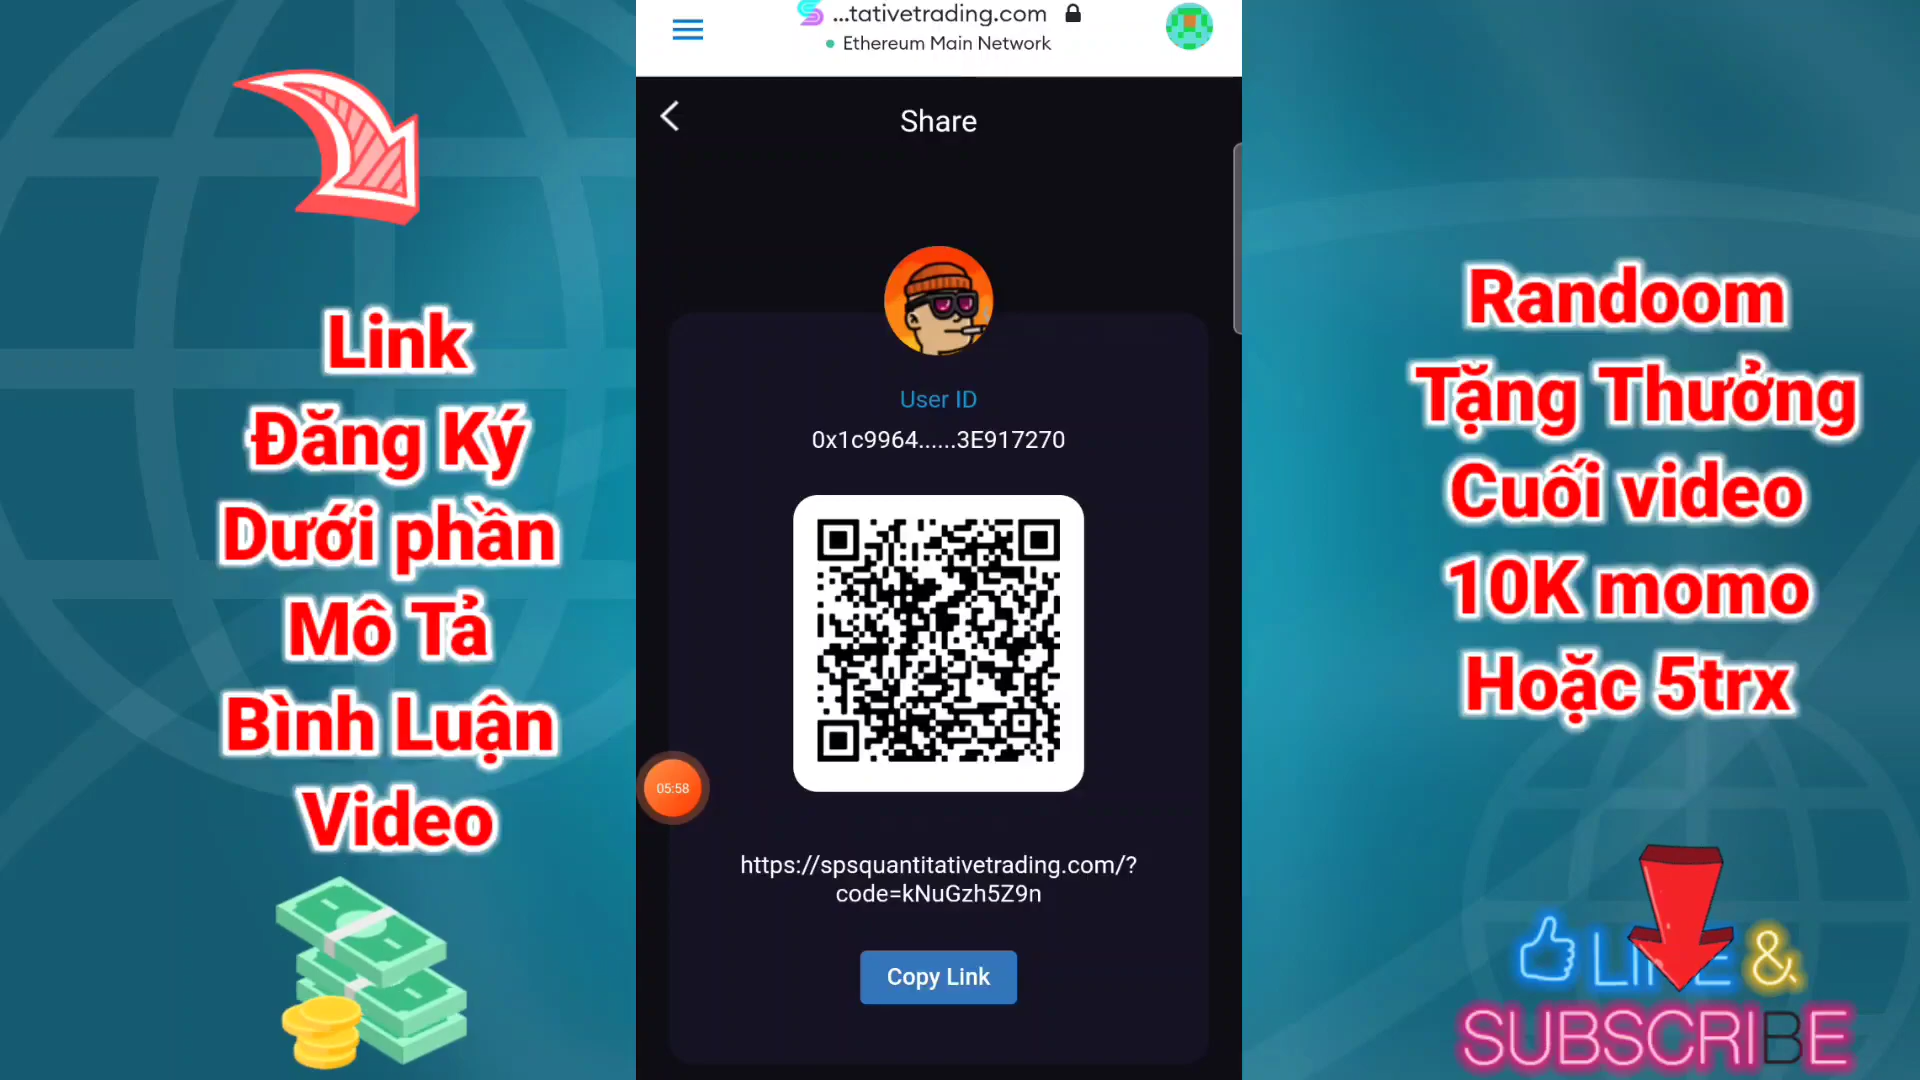 ...tativetrading.com
Ethereum Main Network
Share
Link
Đăng Ký
Dưới phần
Mô Tả
Bình Luận
Video
User ID
0x1c9964......3E917270
05:58
https://spsquantitativetrading.com/?
code=kNuGzh5Z9n
Copy Link
Randoom
Tặng Thưởng
Cuối video
10K momo
Hoặc 5trx
LIKE &
SUBSCRIBE